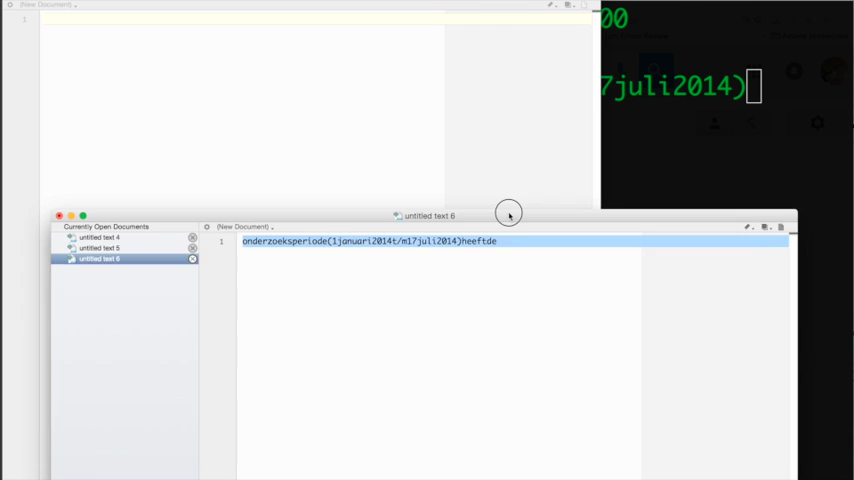 (New Document)
1
00
7juli2014)
untitled text 6
Currently Open Documents
(New Document)
untitled text 4
untitled text 5
untitled text 6
1
onderzoeksperiode(1januari2014t/m17juli2014)heeftde